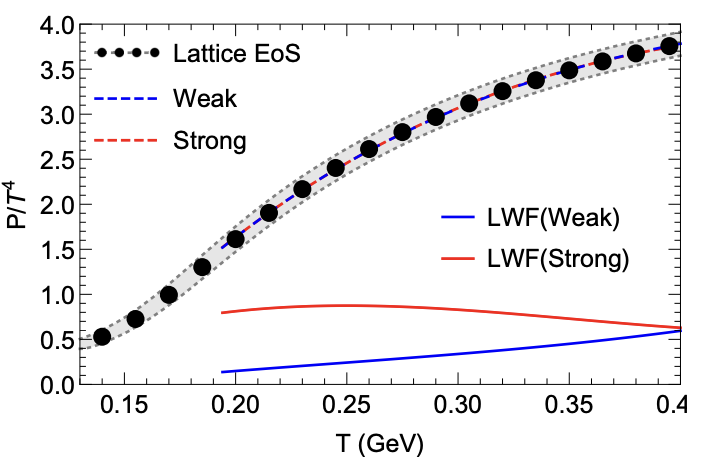 4.0
3.5
3.0
2.5
2.0
1.5
1.0
0.5
0.0
P/T⁴
Lattice EoS
Weak
Strong
LWF(Weak)
LWF(Strong)
0.15 0.20 0.25 0.30 0.35 0.4
T (GeV)